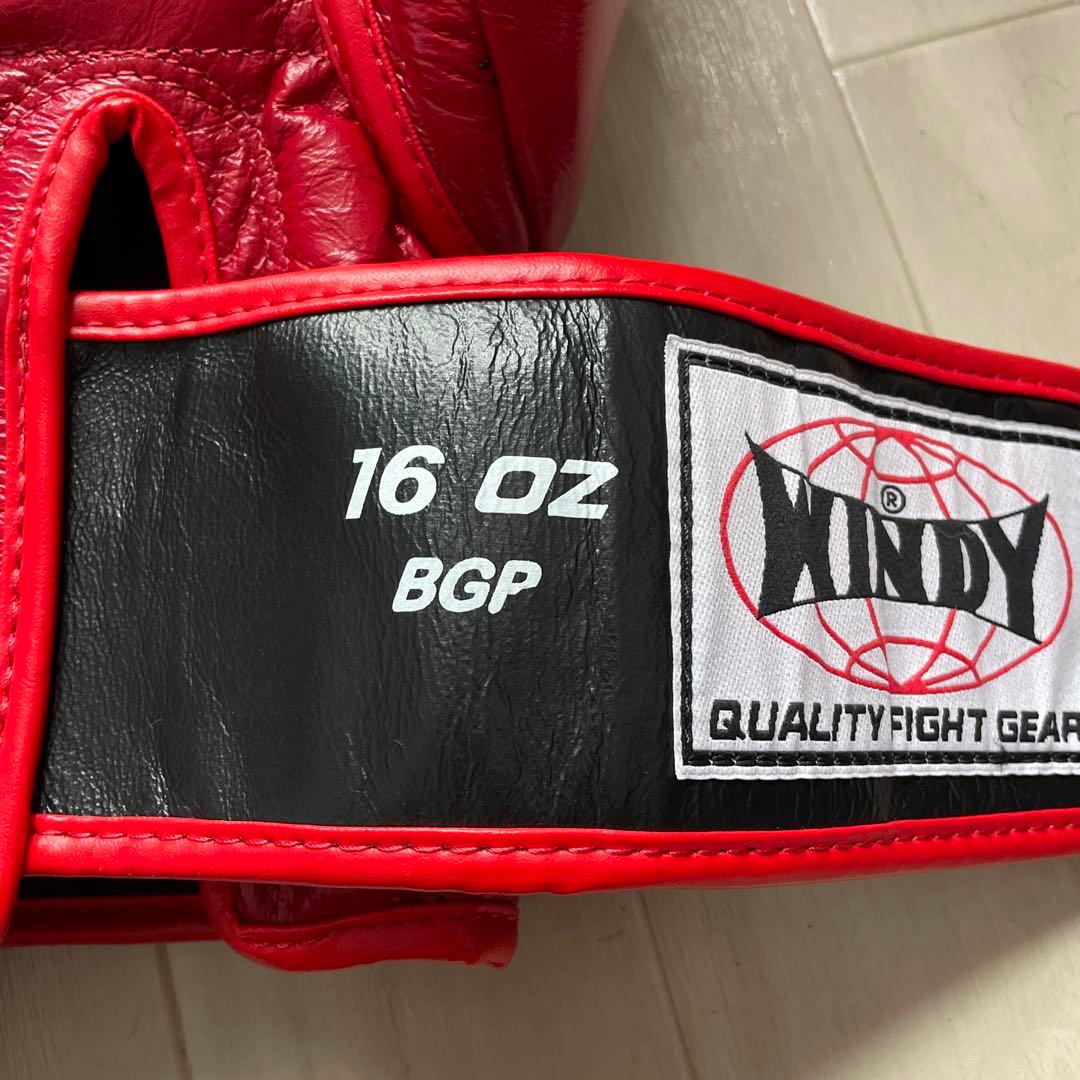 16 OZ
BGP
WINDY®
QUALITY FIGHT GEAR